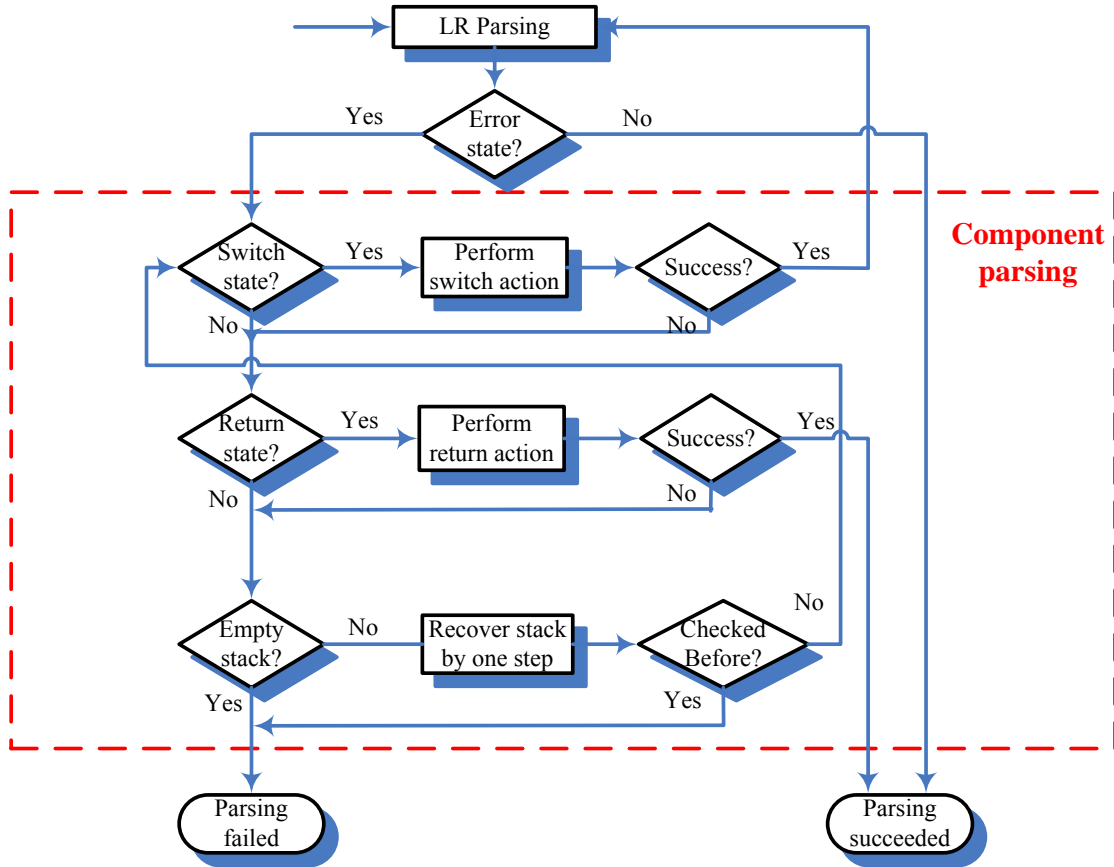 LR Parsing
Yes
Error
state?
No
Component
parsing
Switch
state?
Yes
Perform
switch action
Success?
Yes
No
No
Return
state?
Yes
Perform
return action
Success?
Yes
No
No
Empty
stack?
No
Recover stack
by one step
Checked
Before?
No
Yes
Yes
Parsing
failed
Parsing
succeeded